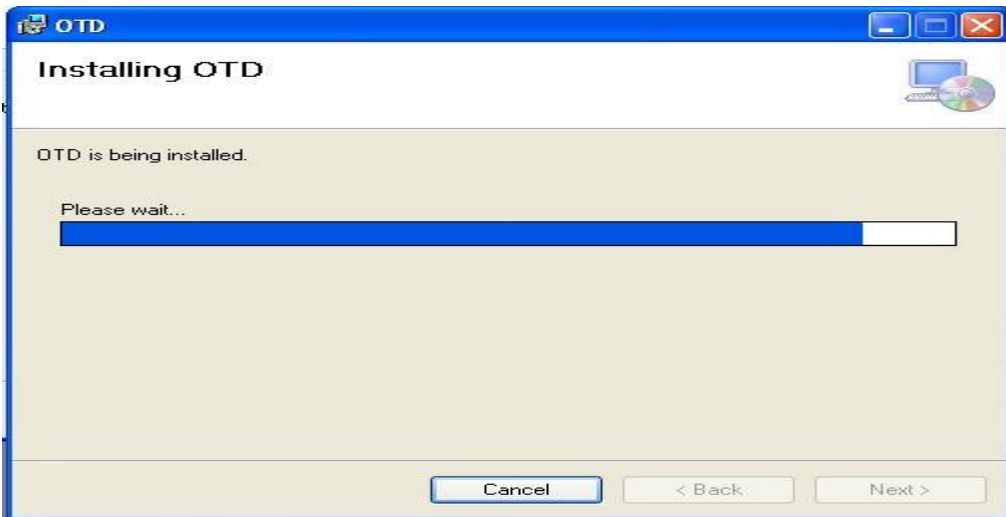 OTD
Installing OTD
OTD is being installed.
Please wait...
Cancel
< Back
Next >